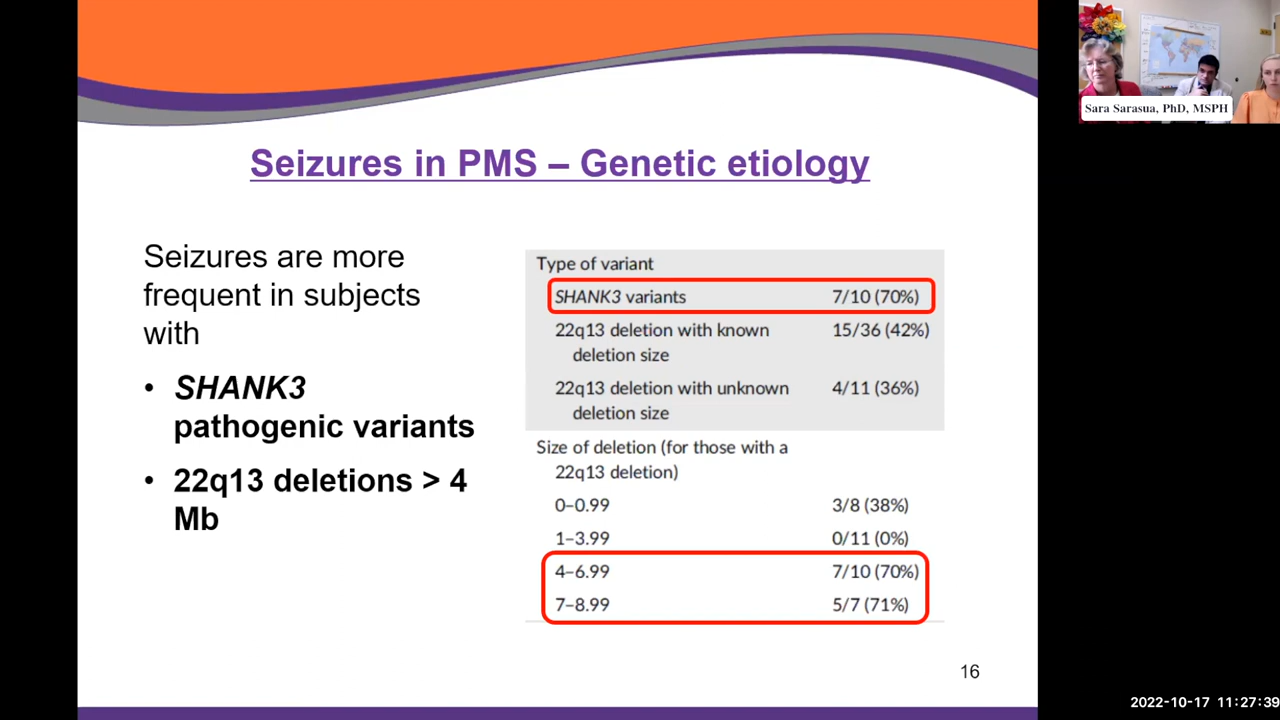 Seizures in PMS – Genetic etiology
Seizures are more
frequent in subjects
with
• SHANK3
pathogenic variants
• 22q13 deletions > 4
Mb
Type of variant
SHANK3 variants 7/10 (70%)
22q13 deletion with known 15/36 (42%)
deletion size
22q13 deletion with unknown 4/11 (36%)
deletion size
Size of deletion (for those with a
22q13 deletion)
0–0.99 3/8 (38%)
1–3.99 0/11 (0%)
4–6.99 7/10 (70%)
7–8.99 5/7 (71%)
16
Sara Sarasua, PhD, MSPH
2022-10-17 11:27:39